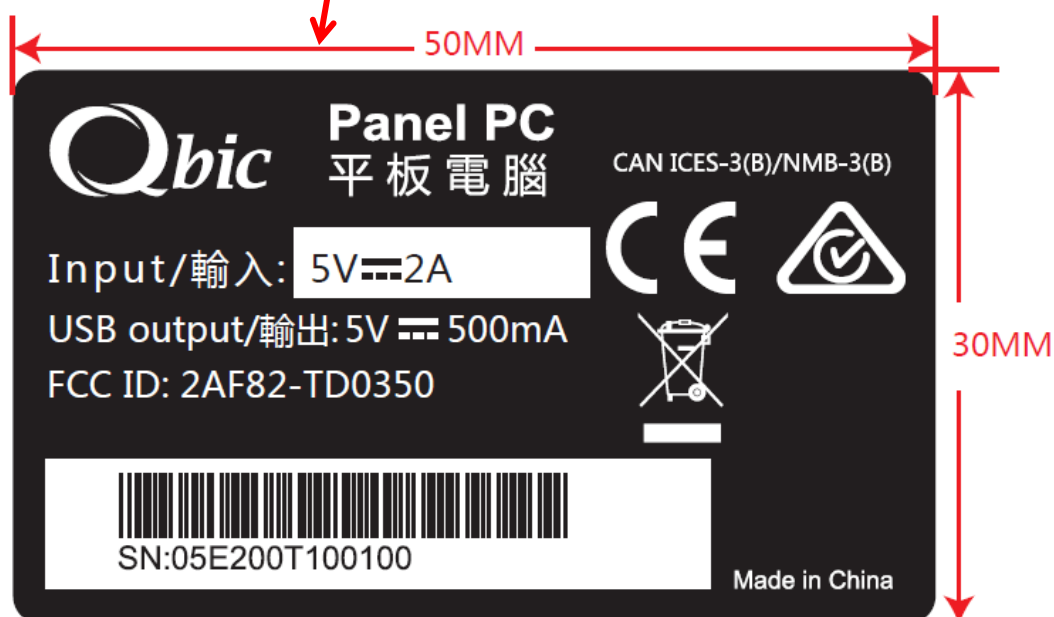 50MM
Qbic
Panel PC
平板電腦
CAN ICES-3(B)/NMB-3(B)
CE
Input/輸入: 5V⎓2A
USB output/輸出: 5V ⎓ 500mA
FCC ID: 2AF82-TD0350
30MM
SN:05E200T100100
Made in China